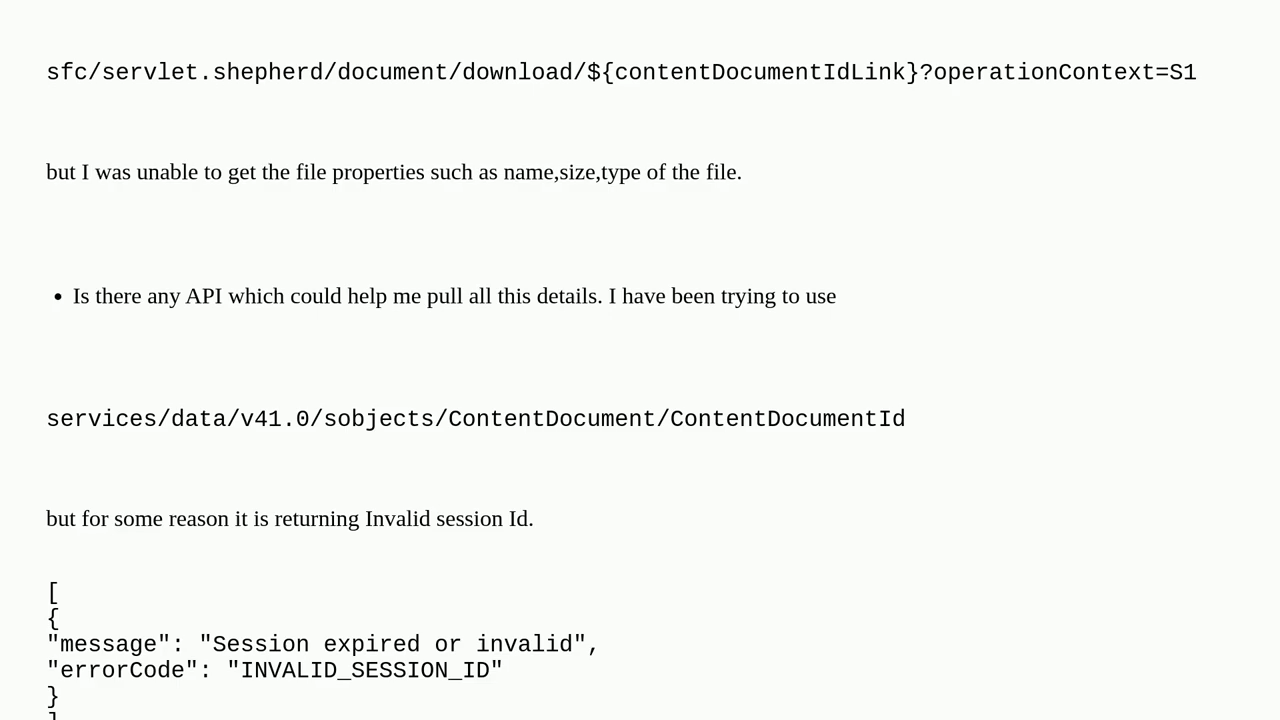 sfc/servlet.shepherd/document/download/${contentDocumentIdLink}?operationContext=S1
but I was unable to get the file properties such as name,size,type of the file.
• Is there any API which could help me pull all this details. I have been trying to use
services/data/v41.0/sobjects/ContentDocument/ContentDocumentId
but for some reason it is returning Invalid session Id.
[
{
"message": "Session expired or invalid",
"errorCode": "INVALID_SESSION_ID"
}
]